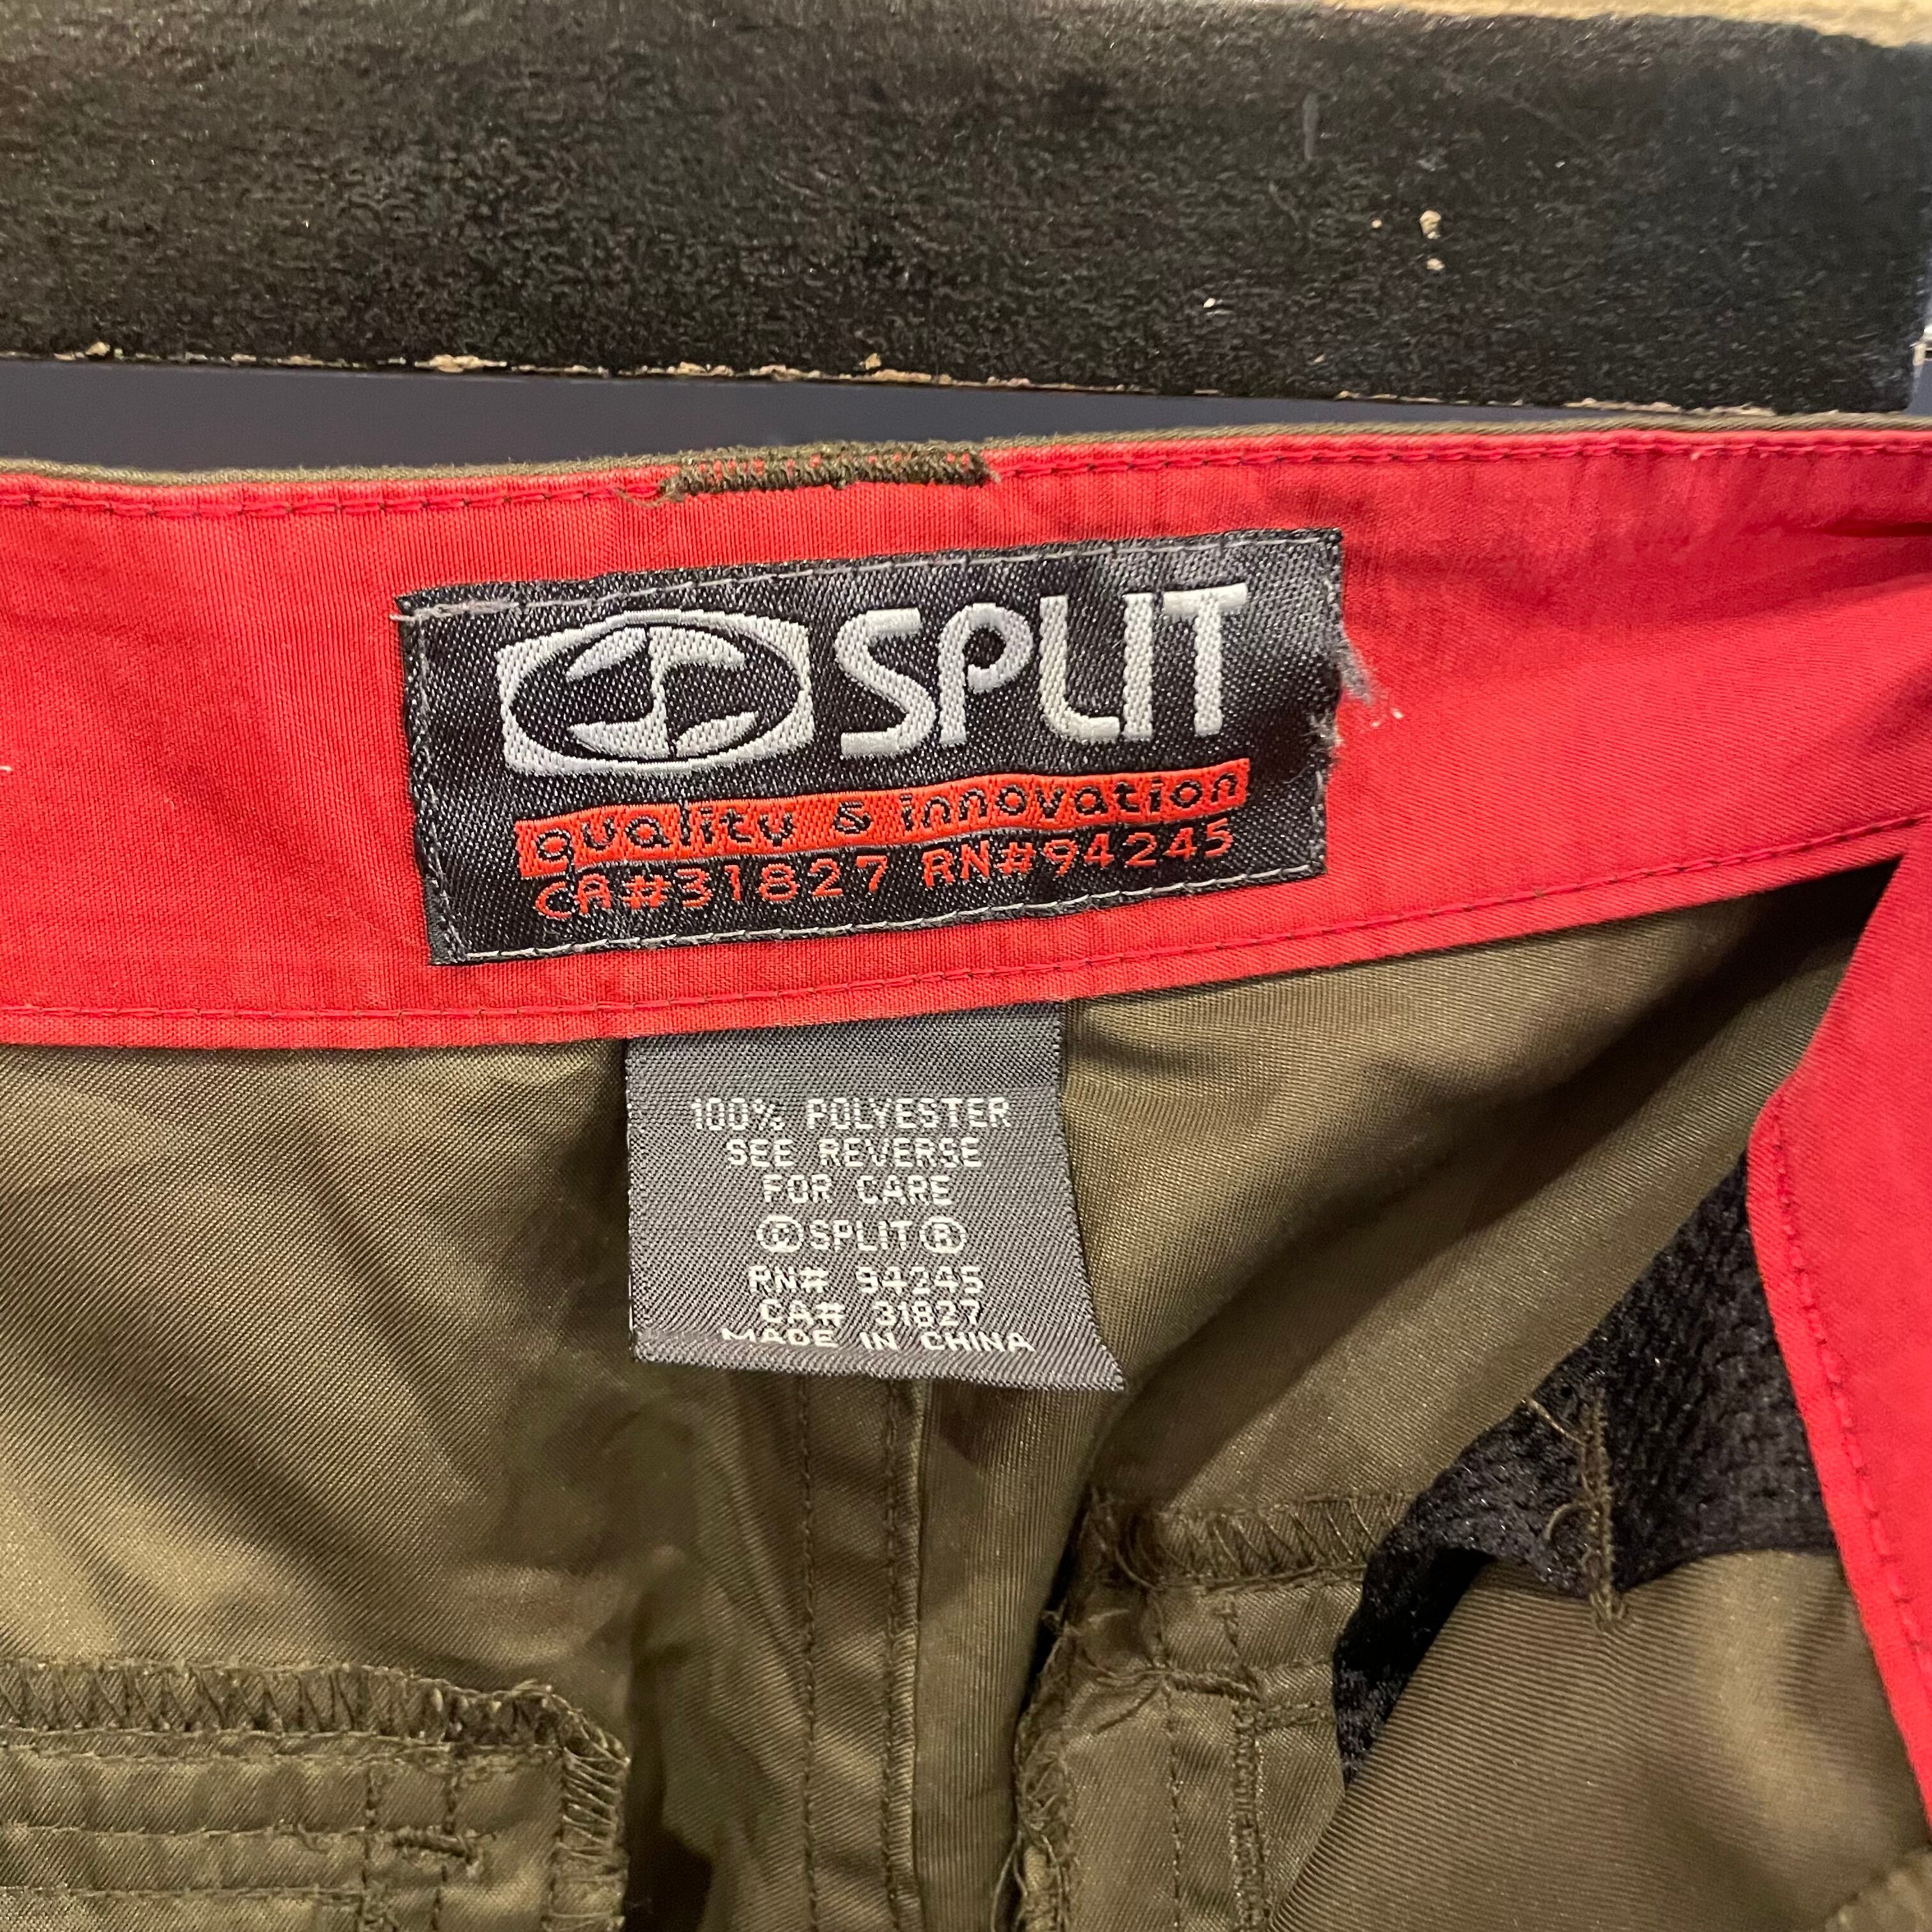 SPLIT
quality & innovation
CA#31827 RN#94245
100% POLYESTER
SEE REVERSE
FOR CARE
©SPLIT®
RN# 94245
CA# 31827
MADE IN CHINA